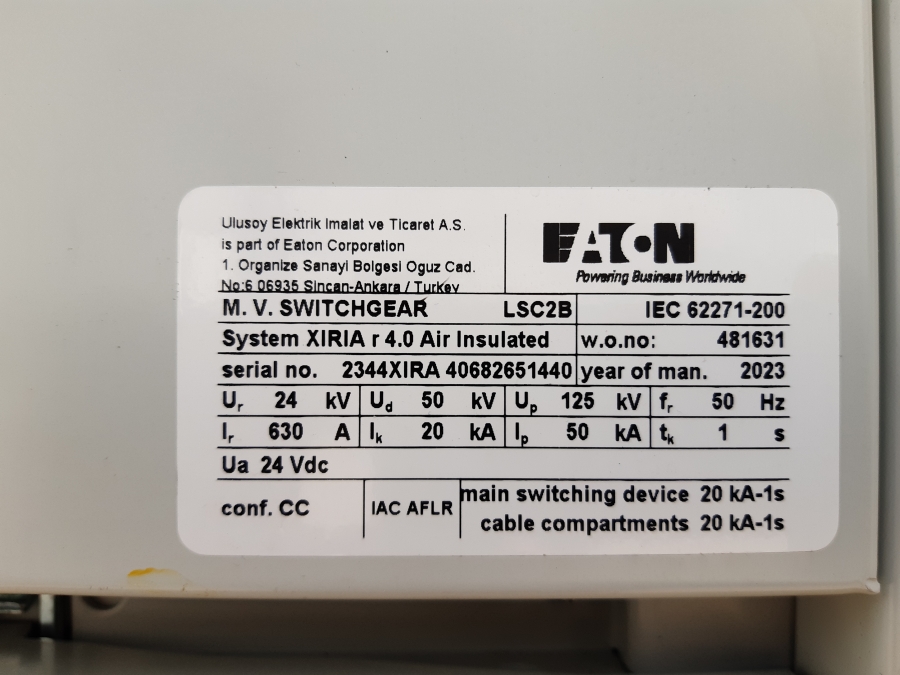 Ulusoy Elektrik Imalat ve Ticaret A.S.
is part of Eaton Corporation
1. Organize Sanayi Bolgesi Oguz Cad.
No:6 06935 Sincan-Ankara / Turkey
EATON
Powering Business Worldwide
M. V. SWITCHGEAR LSC2B IEC 62271-200
System XIRIA r 4.0 Air Insulated w.o.no: 481631
serial no. 2344XIRA 40682651440 year of man. 2023
Ur 24 kV Ud 50 kV Up 125 kV fr 50 Hz
Ir 630 A Ik 20 kA Ip 50 kA tk 1 s
Ua 24 Vdc
conf. CC IAC AFLR main switching device 20 kA-1s
cable compartments 20 kA-1s